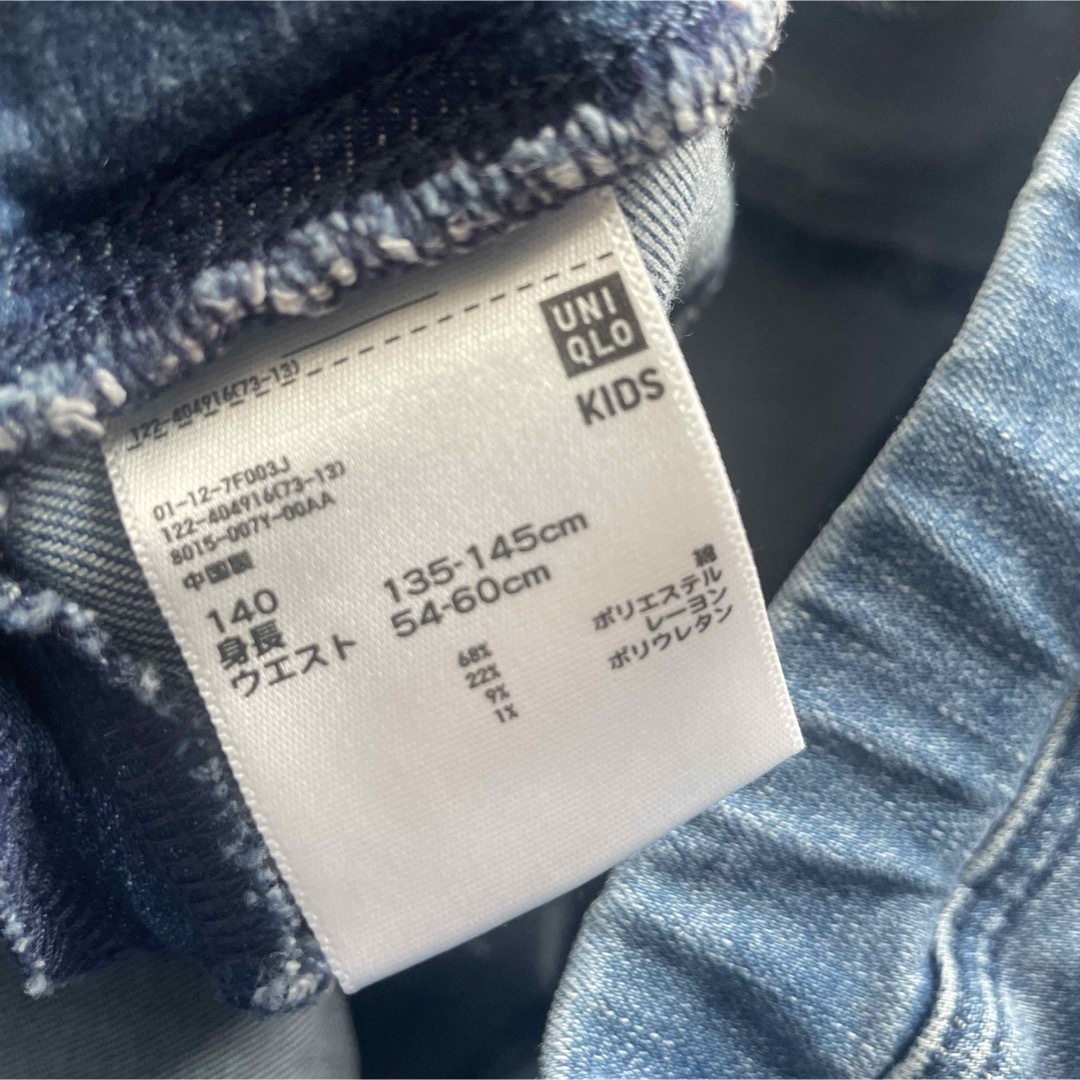 UNI
QLO
KIDS
122-404916(73-13)
01-12-7F003J
122-404916(73-13)
8015-007Y-00AA
中国製
140
身長 135-145cm
ウエスト 54-60cm
68% 綿
22% ポリエステル
9% レーヨン
1% ポリウレタン